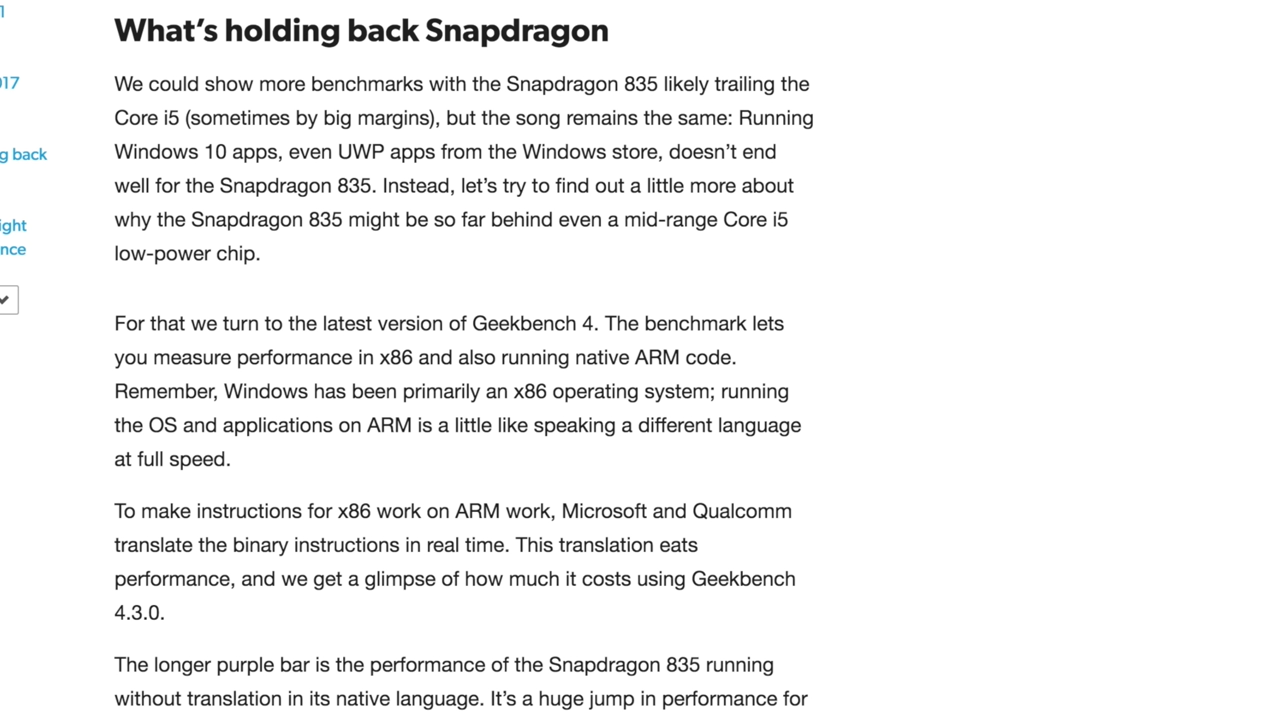 1
What's holding back Snapdragon
We could show more benchmarks with the Snapdragon 835 likely trailing the
017
Core i5 (sometimes by big margins), but the song remains the same: Running
g back
Windows 10 apps, even UWP apps from the Windows store, doesn't end
well for the Snapdragon 835. Instead, let's try to find out a little more about
ight
why the Snapdragon 835 might be so far behind even a mid-range Core i5
nce
low-power chip.
For that we turn to the latest version of Geekbench 4. The benchmark lets
you measure performance in x86 and also running native ARM code.
Remember, Windows has been primarily an x86 operating system; running
the OS and applications on ARM is a little like speaking a different language
at full speed.
To make instructions for x86 work on ARM work, Microsoft and Qualcomm
translate the binary instructions in real time. This translation eats
performance, and we get a glimpse of how much it costs using Geekbench
4.3.0.
The longer purple bar is the performance of the Snapdragon 835 running
without translation in its native language. It's a huge jump in performance for